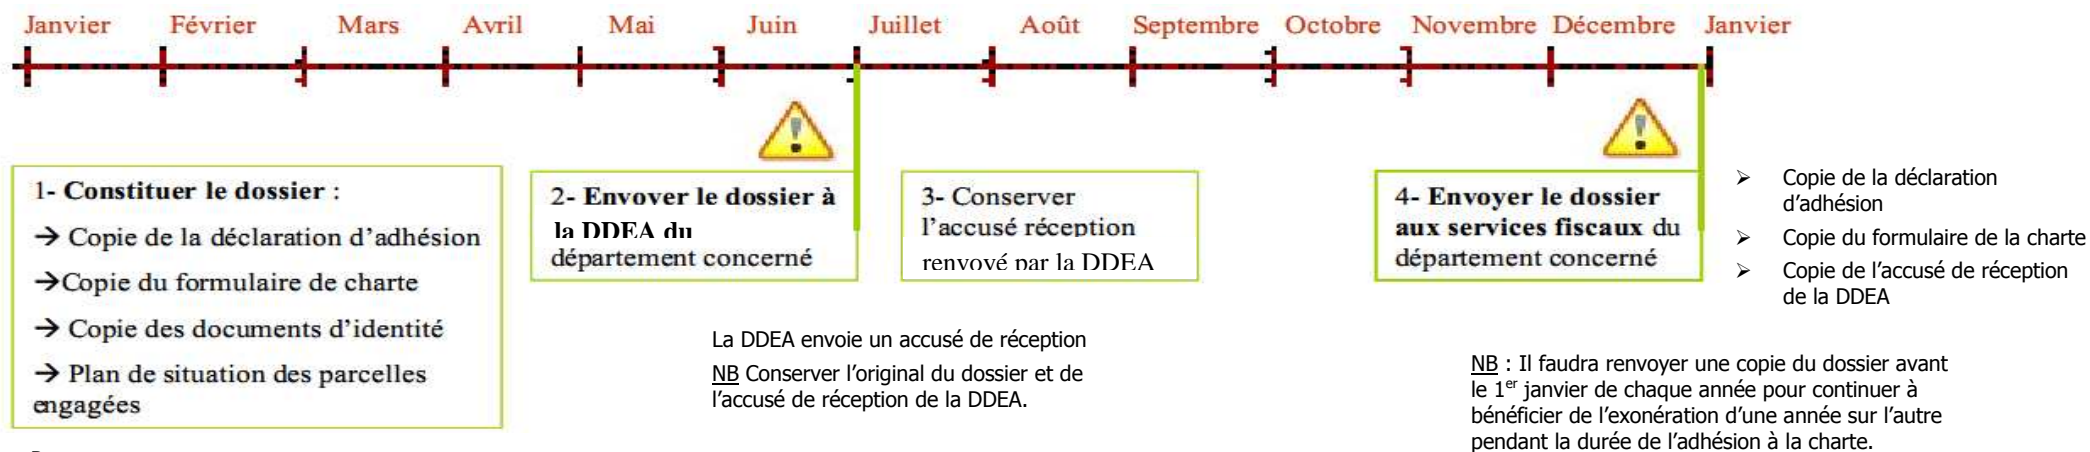 Janvier Février Mars Avril Mai Juin Juillet Août Septembre Octobre Novembre Décembre Janvier
1- Constituer le dossier :
→ Copie de la déclaration d’adhésion
→Copie du formulaire de charte
→ Copie des documents d’identité
→ Plan de situation des parcelles
engagées
2- Envoyer le dossier à
la DDEA du
département concerné
3- Conserver
l’accusé réception
renvoyé par la DDEA
La DDEA envoie un accusé de réception
NB Conserver l’original du dossier et de
l’accusé de réception de la DDEA.
4- Envoyer le dossier
aux services fiscaux du
département concerné
➢ Copie de la déclaration
d’adhésion
➢ Copie du formulaire de la charte
➢ Copie de l’accusé de réception
de la DDEA
NB : Il faudra renvoyer une copie du dossier avant
le 1er janvier de chaque année pour continuer à
bénéficier de l’exonération d’une année sur l’autre
pendant la durée de l’adhésion à la charte.